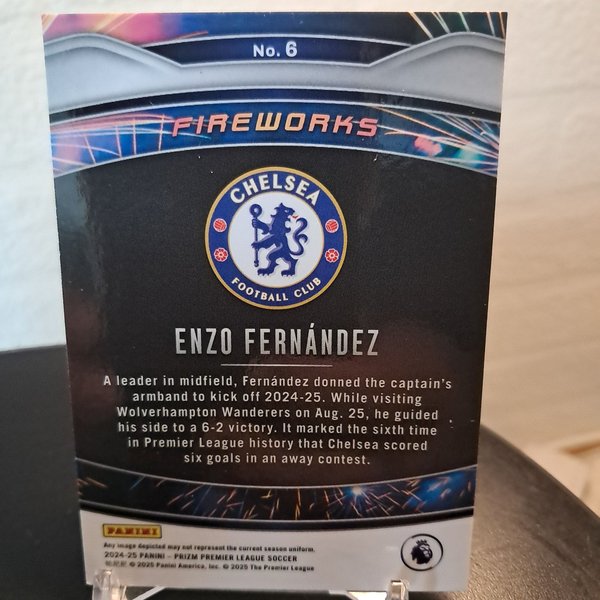 No. 6
FIREWORKS
CHELSEA
FOOTBALL CLUB
ENZO FERNÁNDEZ
A leader in midfield, Fernández donned the captain's
armband to kick off 2024-25. While visiting
Wolverhampton Wanderers on Aug. 25, he guided
his side to a 6-2 victory. It marked the sixth time
in Premier League history that Chelsea scored
six goals in an away contest.
PANINI
Any image depicted may not represent the current season uniform.
2024-25 PANINI - PRIZM PREMIER LEAGUE SOCCER
© 2025 Panini America, Inc. © 2025 The Premier League